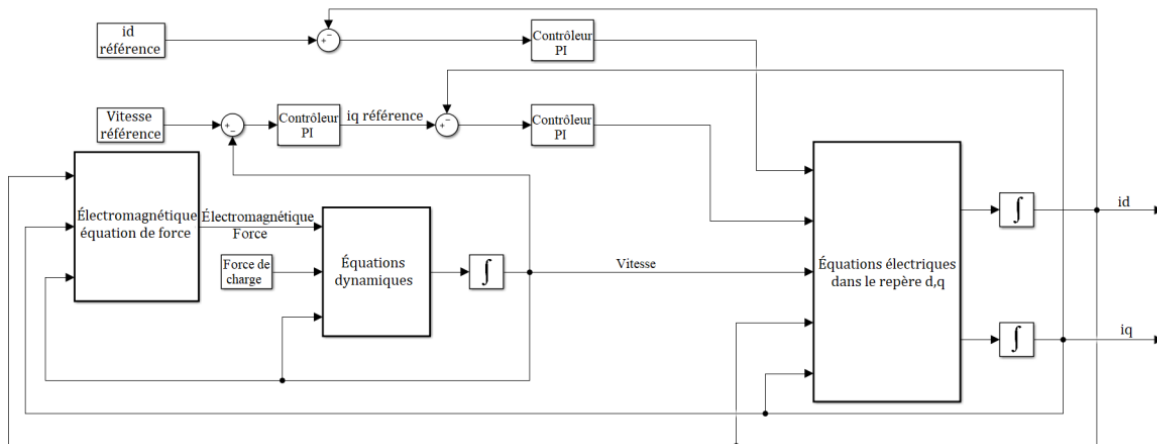 id
référence
Contrôleur
PI
Vitesse
référence
Contrôleur
PI
iq référence
Contrôleur
PI
Électromagnétique
équation de force
Électromagnétique
Force
Force de
charge
Équations
dynamiques
∫
Vitesse
Équations électriques
dans le repère d,q
∫
id
∫
iq